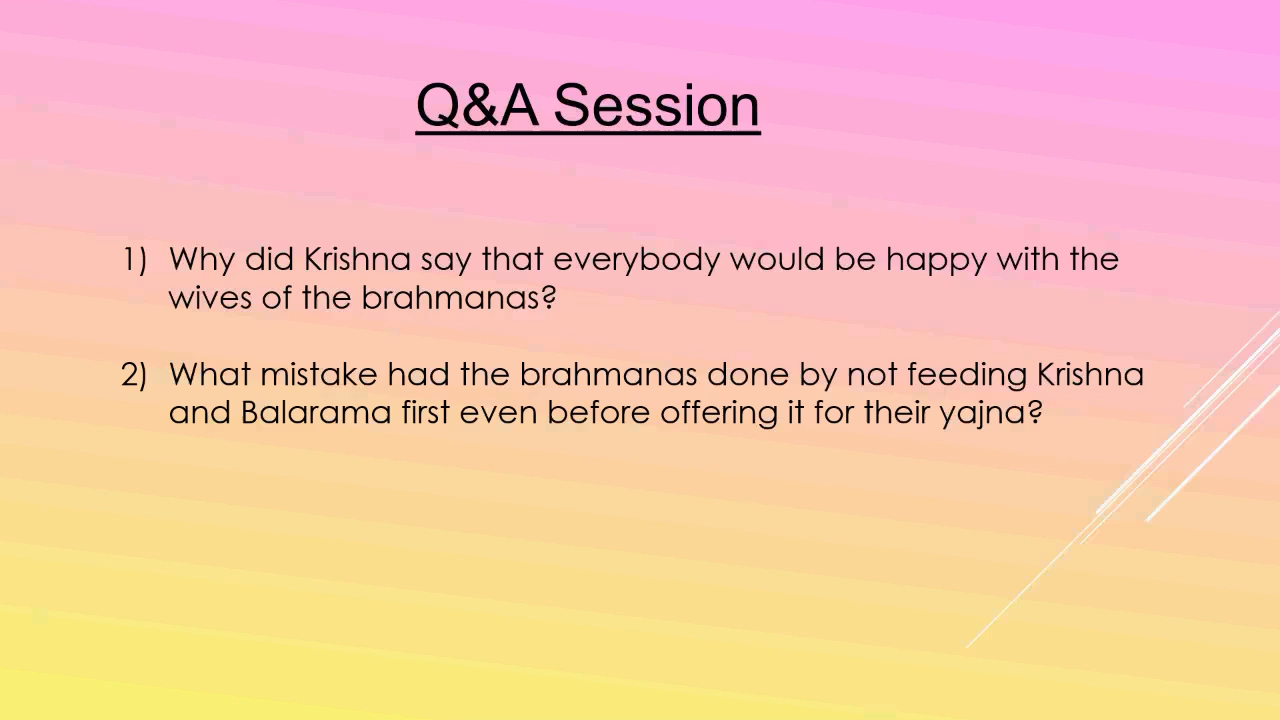 Q&A Session
1) Why did Krishna say that everybody would be happy with the
wives of the brahmanas?
2) What mistake had the brahmanas done by not feeding Krishna
and Balarama first even before offering it for their yajna?